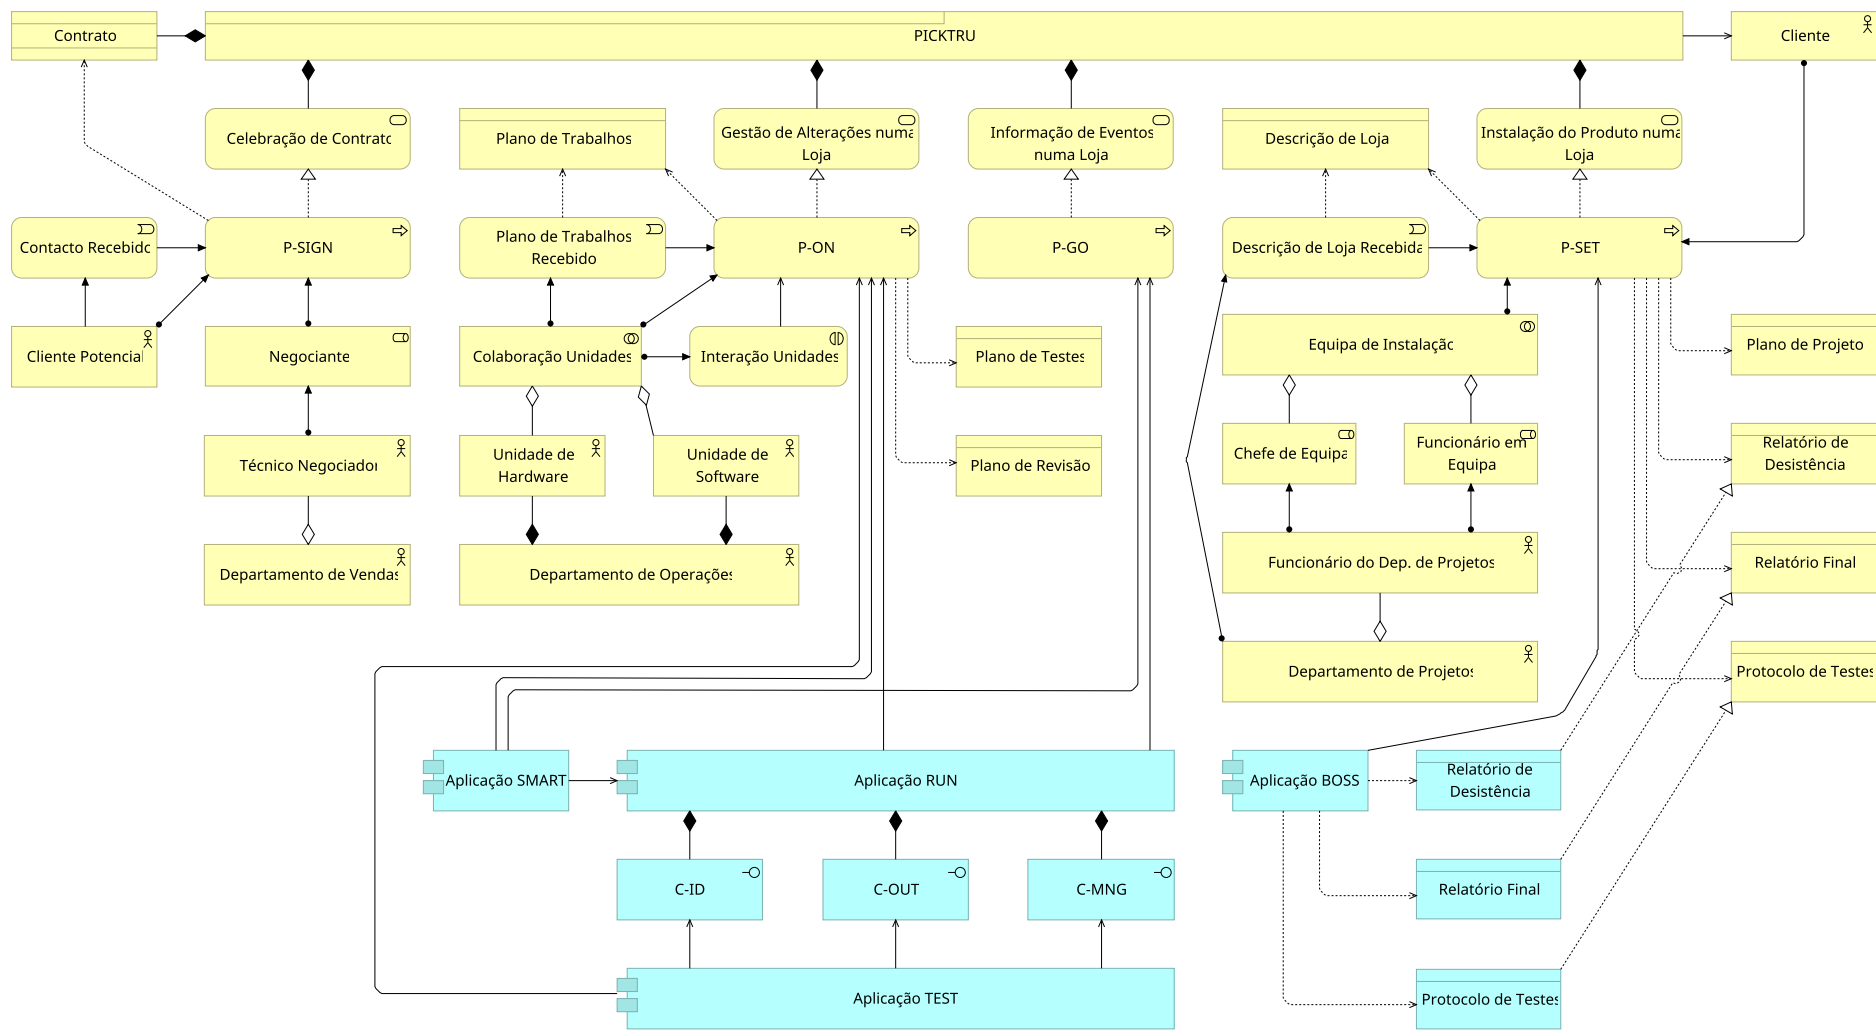 Contrato
PICKTRU
Cliente
Celebração de Contrato
Plano de Trabalhos
Gestão de Alterações numa
Loja
Informação de Eventos
numa Loja
Descrição de Loja
Instalação do Produto numa
Loja
Contacto Recebido
P-SIGN
Plano de Trabalhos
Recebido
P-ON
P-GO
Descrição de Loja Recebida
P-SET
Cliente Potencial
Negociante
Colaboração Unidades
Interação Unidades
Plano de Testes
Equipa de Instalação
Plano de Projeto
Técnico Negociador
Unidade de
Hardware
Unidade de
Software
Plano de Revisão
Chefe de Equipa
Funcionário em
Equipa
Relatório de
Desistência
Departamento de Vendas
Departamento de Operações
Funcionário do Dep. de Projetos
Relatório Final
Departamento de Projetos
Protocolo de Testes
Aplicação SMART
Aplicação RUN
Aplicação BOSS
Relatório de
Desistência
C-ID
C-OUT
C-MNG
Relatório Final
Aplicação TEST
Protocolo de Testes